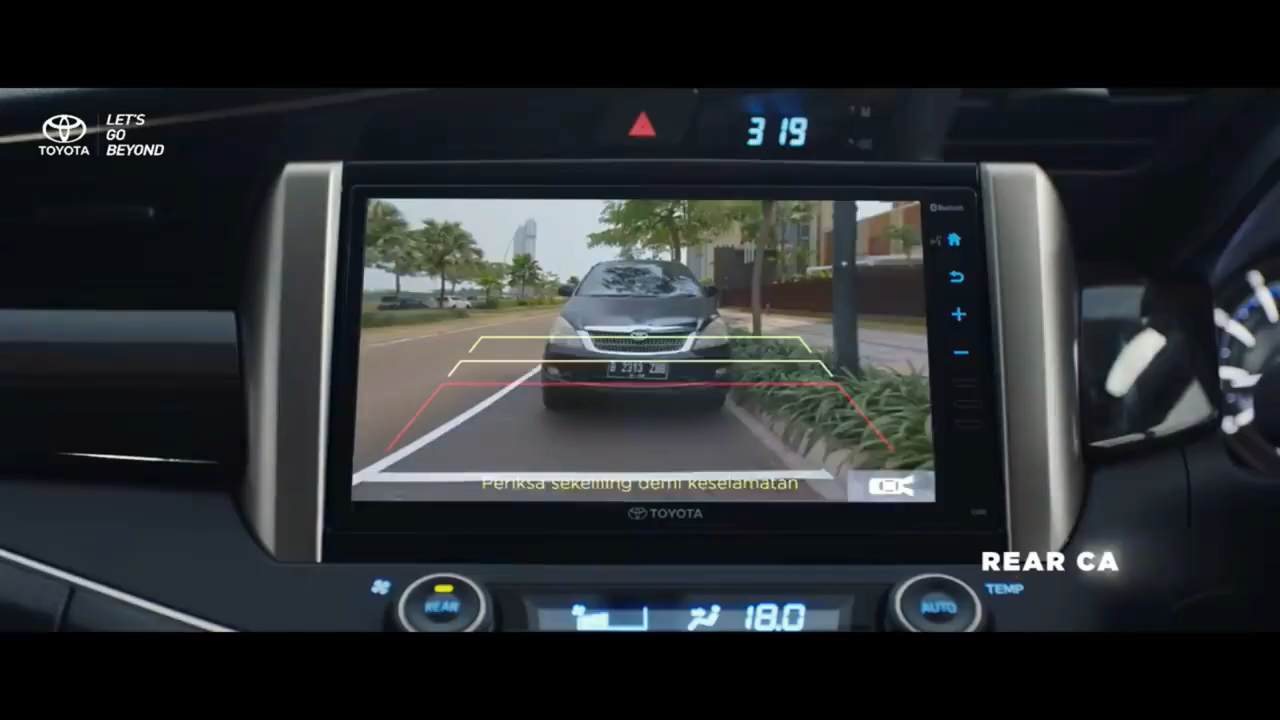 TOYOTA
LET'S
GO
BEYOND
319
Bluetooth
B 2313 ZBB
Periksa sekeliling demi keselamatan
TOYOTA
REAR CA
TEMP
REAR
18.0
AUTO